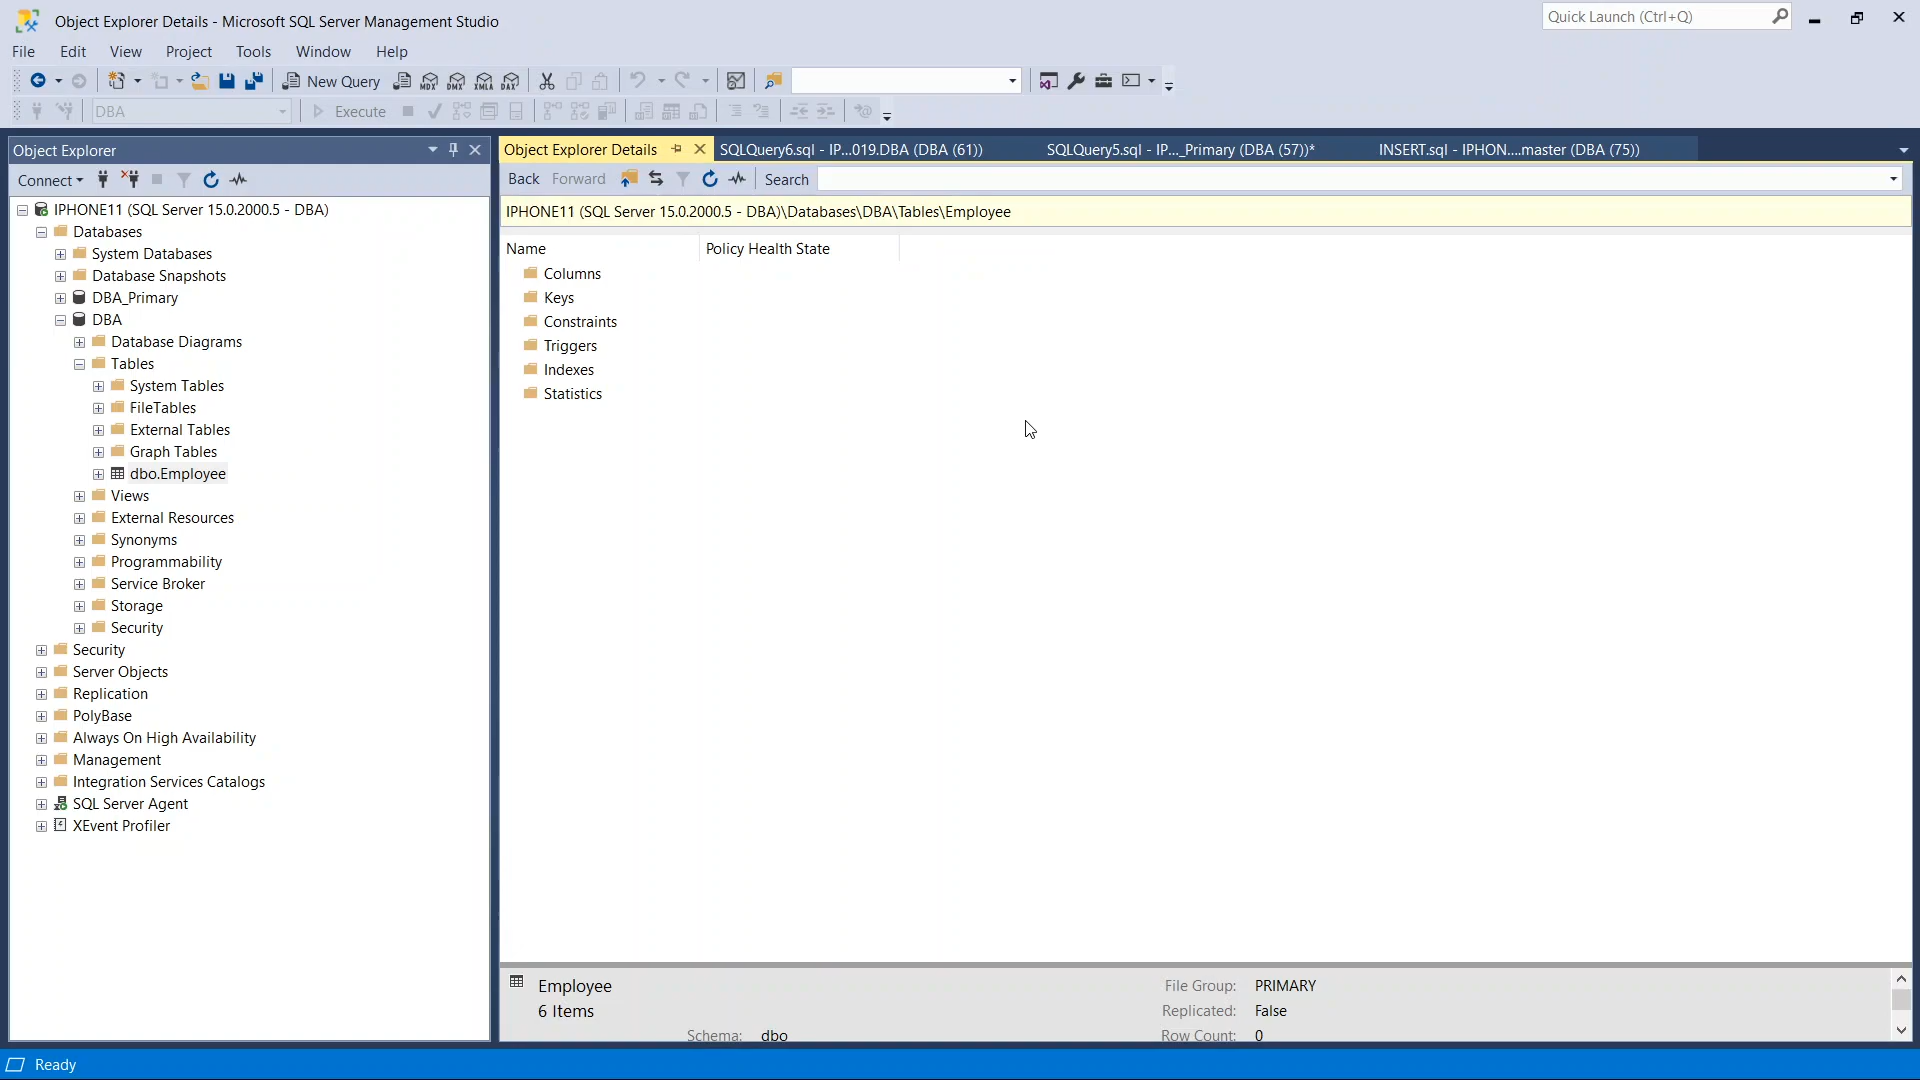 Object Explorer Details - Microsoft SQL Server Management Studio
Quick Launch (Ctrl+Q)
File Edit View Project Tools Window Help
New Query
MDX DMX XMLA DAX
DBA
Execute
Object Explorer
Object Explorer Details
SQLQuery6.sql - IP...019.DBA (DBA (61))
SQLQuery5.sql - IP..._Primary (DBA (57))*
INSERT.sql - IPHON....master (DBA (75))
Connect
Back Forward Search
IPHONE11 (SQL Server 15.0.2000.5 - DBA)
Databases
System Databases
Database Snapshots
DBA_Primary
DBA
Database Diagrams
Tables
System Tables
FileTables
External Tables
Graph Tables
dbo.Employee
Views
External Resources
Synonyms
Programmability
Service Broker
Storage
Security
Security
Server Objects
Replication
PolyBase
Always On High Availability
Management
Integration Services Catalogs
SQL Server Agent
XEvent Profiler
IPHONE11 (SQL Server 15.0.2000.5 - DBA)\Databases\DBA\Tables\Employee
Name Policy Health State
Columns
Keys
Constraints
Triggers
Indexes
Statistics
Employee
6 Items
Schema: dbo
File Group: PRIMARY
Replicated: False
Row Count: 0
Ready